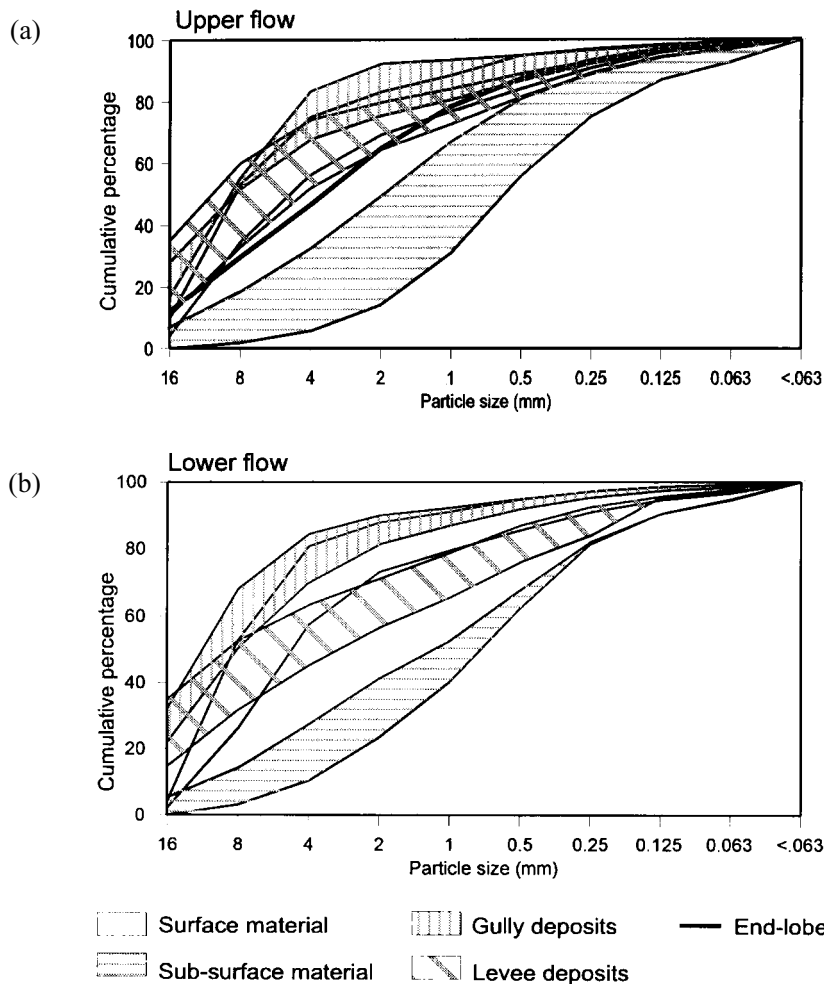 (a)
Upper flow
Cumulative percentage
100
80
60
40
20
0
16 8 4 2 1 0.5 0.25 0.125 0.063 <.063
Particle size (mm)
(b)
Lower flow
Cumulative percentage
100
80
60
40
20
0
16 8 4 2 1 0.5 0.25 0.125 0.063 <.063
Particle size (mm)
Surface material Gully deposits End-lobe
Sub-surface material Levee deposits